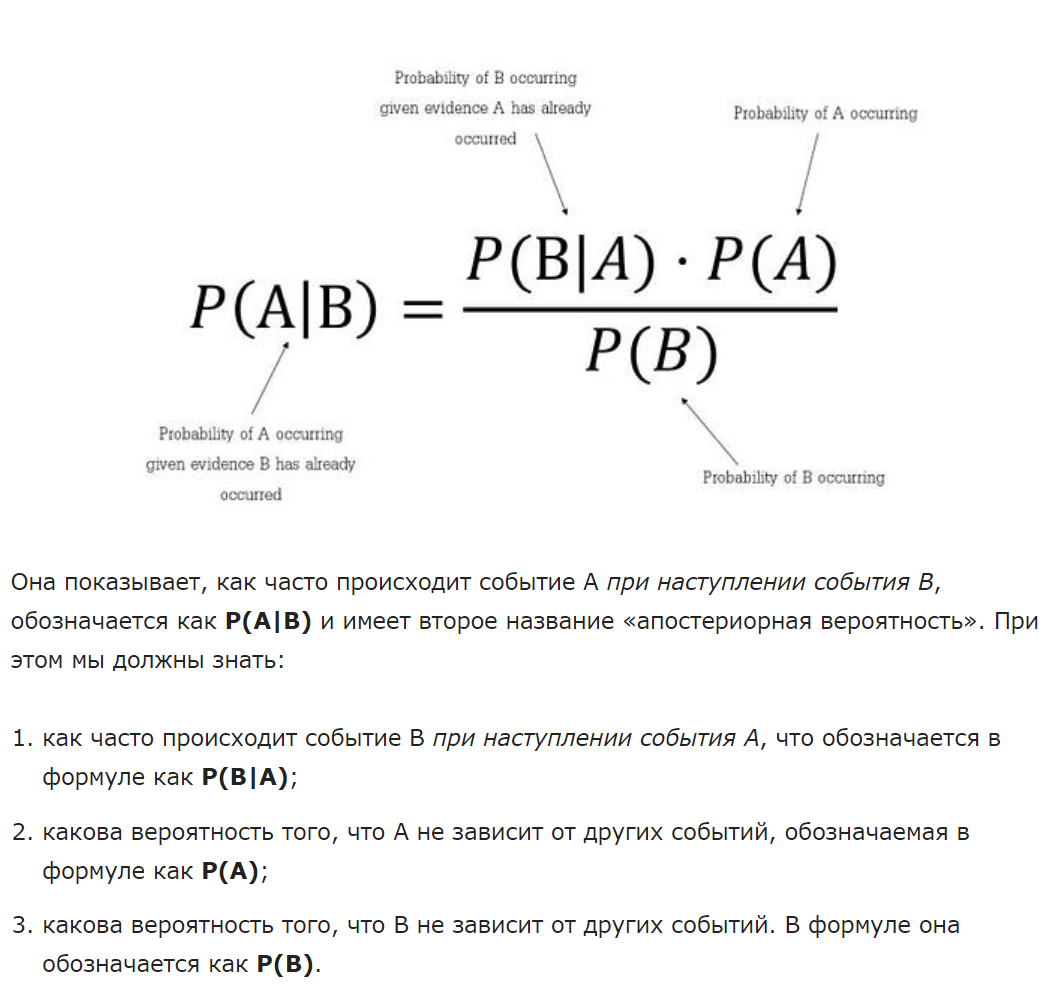 Probability of B occurring
given evidence A has already
occurred
Probability of A occurring
P(A|B) = P(B|A) · P(A)
P(B)
Probability of A occurring
given evidence B has already
occurred
Probability of B occurring
Она показывает, как часто происходит событие A при наступлении события B,
обозначается как P(A|B) и имеет второе название «апостериорная вероятность». При
этом мы должны знать:
1. как часто происходит событие B при наступлении события A, что обозначается в
формуле как P(B|A);
2. какова вероятность того, что A не зависит от других событий, обозначаемая в
формуле как P(A);
3. какова вероятность того, что B не зависит от других событий. В формуле она
обозначается как P(B).